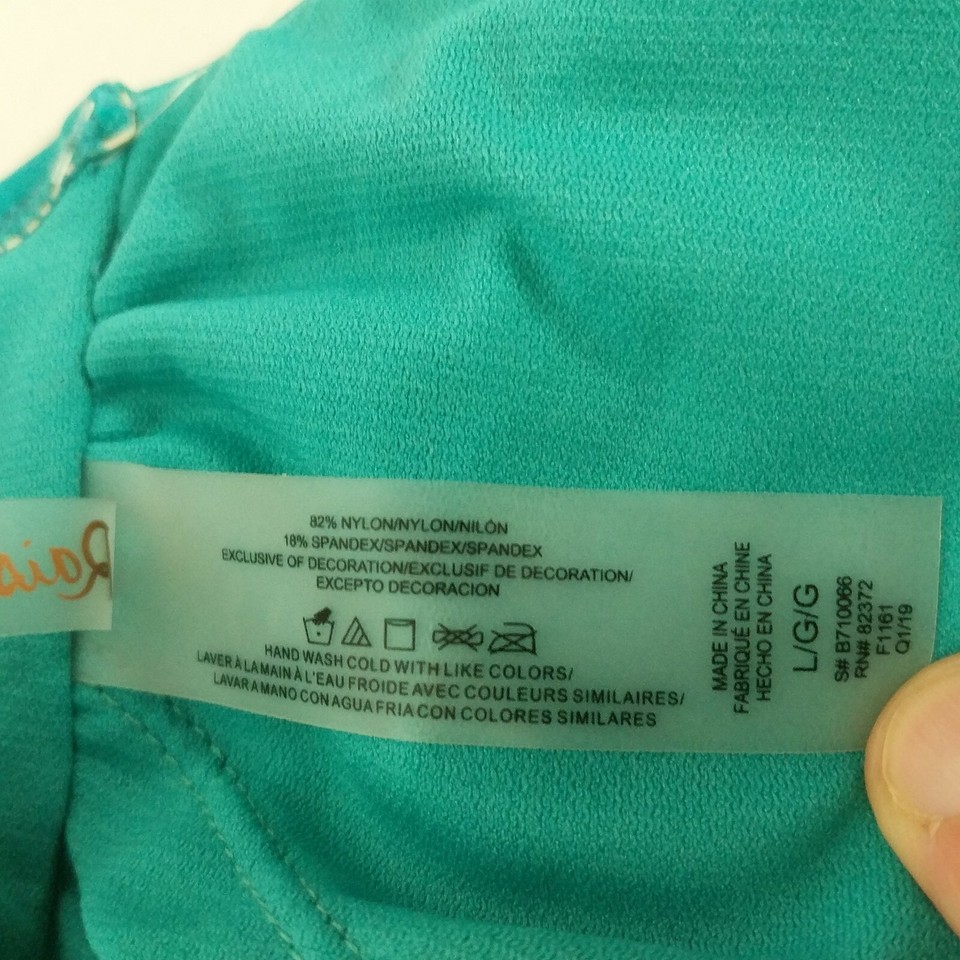 82% NYLON/NYLON/NILÓN
18% SPANDEX/SPANDEX/SPANDEX
EXCLUSIVE OF DECORATION/EXCLUSIF DE DECORATION/
EXCEPTO DECORACION
HAND WASH COLD WITH LIKE COLORS/
LAVER À LA MAIN À L'EAU FROIDE AVEC COULEURS SIMILAIRES/
LAVAR A MANO CON AGUA FRIA CON COLORES SIMILARES
MADE IN CHINA
FABRIQUÉ EN CHINE
HECHO EN CHINA
L/G/G
S# B710066
RN# 82372
F1161
Q1/19